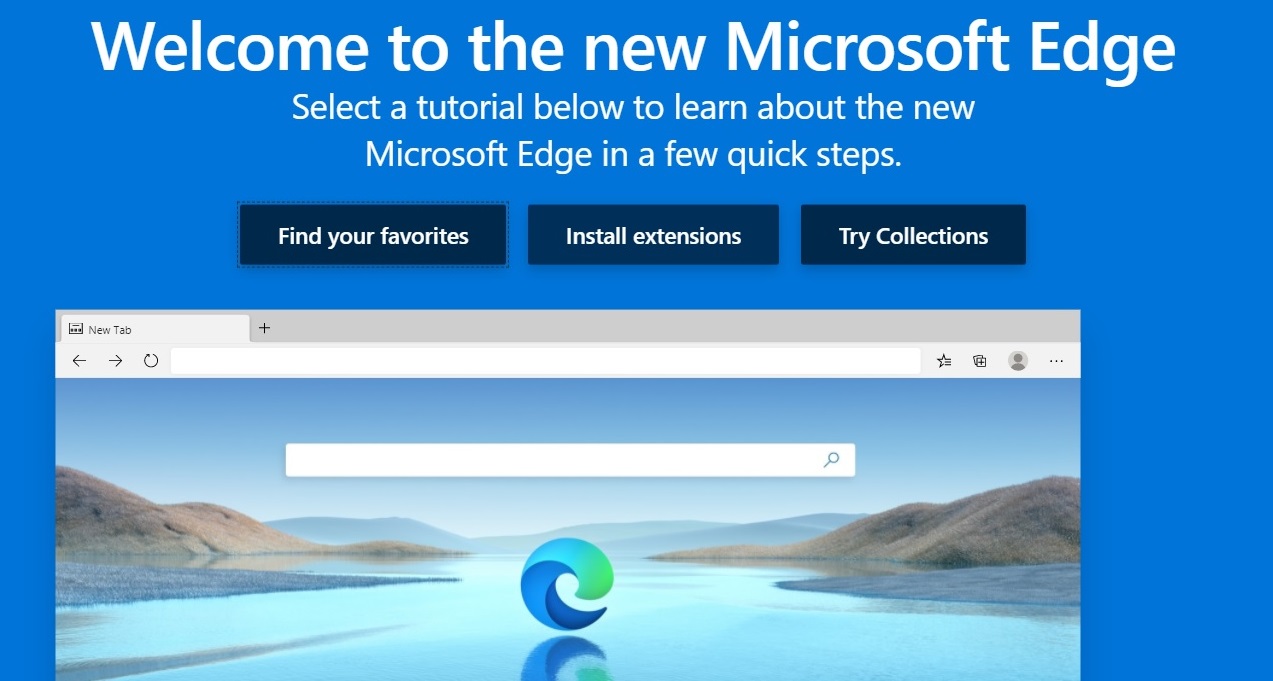 Welcome to the new Microsoft Edge
Select a tutorial below to learn about the new
Microsoft Edge in a few quick steps.
Find your favorites
Install extensions
Try Collections
New Tab